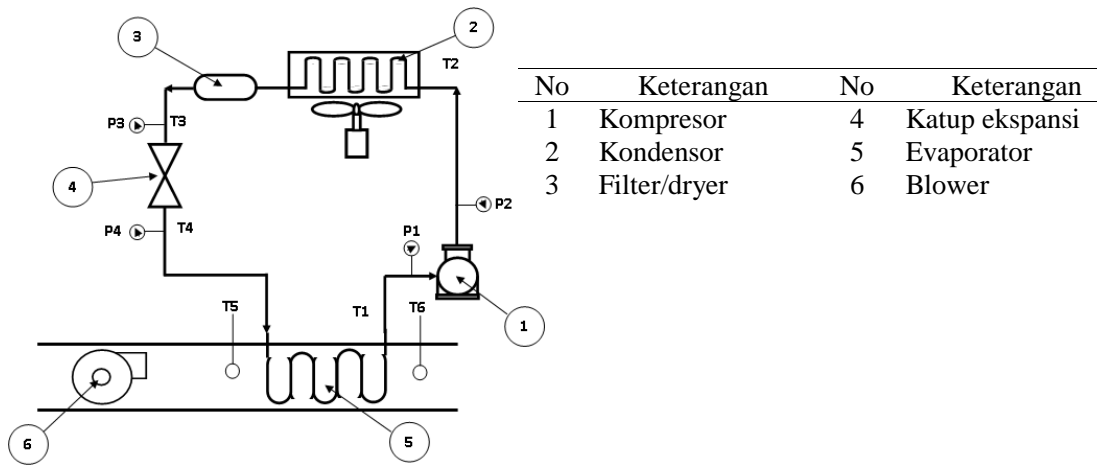 3
2
T2
P3
T3
4
P4
T4
P2
P1
T5
T1
T6
1
6
5
No Keterangan No Keterangan
1 Kompresor 4 Katup ekspansi
2 Kondensor 5 Evaporator
3 Filter/dryer 6 Blower